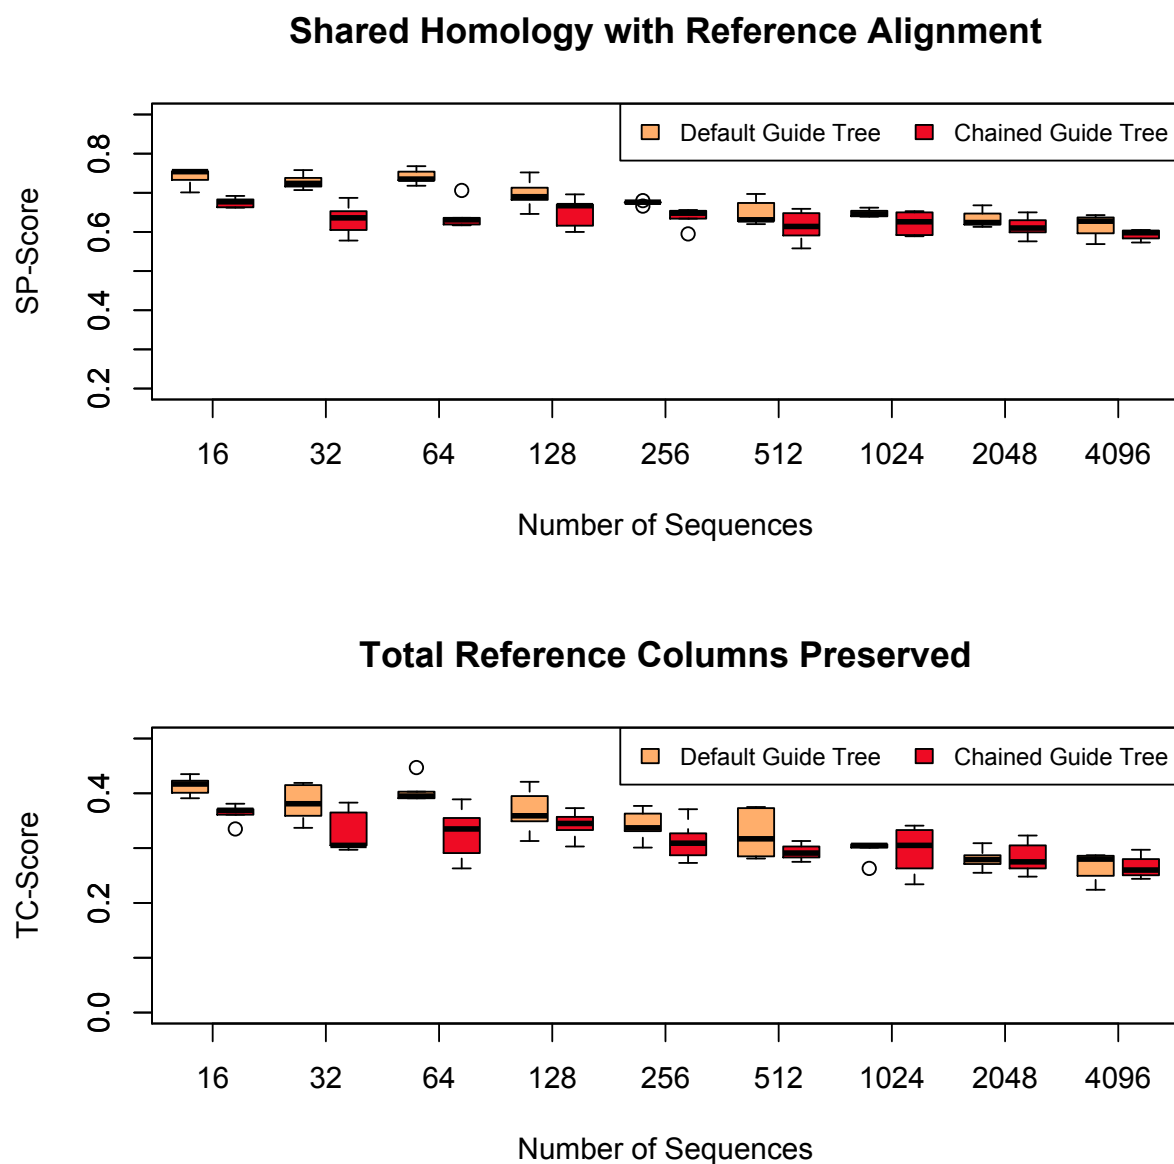 Shared Homology with Reference Alignment
Default Guide Tree Chained Guide Tree
SP-Score
0.8
0.6
0.4
0.2
16 32 64 128 256 512 1024 2048 4096
Number of Sequences
Total Reference Columns Preserved
Default Guide Tree Chained Guide Tree
TC-Score
0.4
0.2
0.0
16 32 64 128 256 512 1024 2048 4096
Number of Sequences